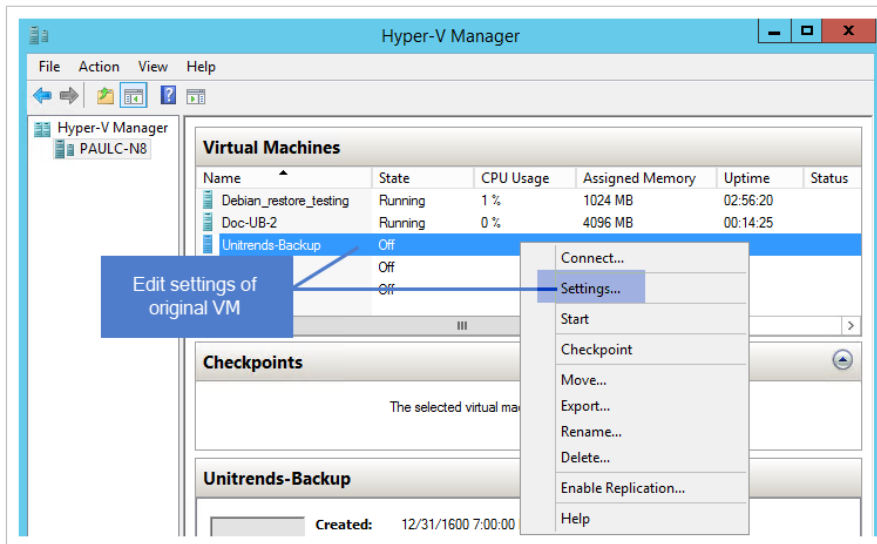 Hyper-V Manager
File Action View Help
Hyper-V Manager
PAULC-N8
Virtual Machines
Name State CPU Usage Assigned Memory Uptime Status
Debian_restore_testing Running 1 % 1024 MB 02:56:20
Doc-UB-2 Running 0 % 4096 MB 00:14:25
Unitrends-Backup Off
Off
Off
Edit settings of
original VM
Connect...
Settings...
Start
Checkpoint
Move...
Export...
Rename...
Delete...
Enable Replication...
Help
Checkpoints
The selected virtual
Unitrends-Backup
Created: 12/31/1600 7:00:00